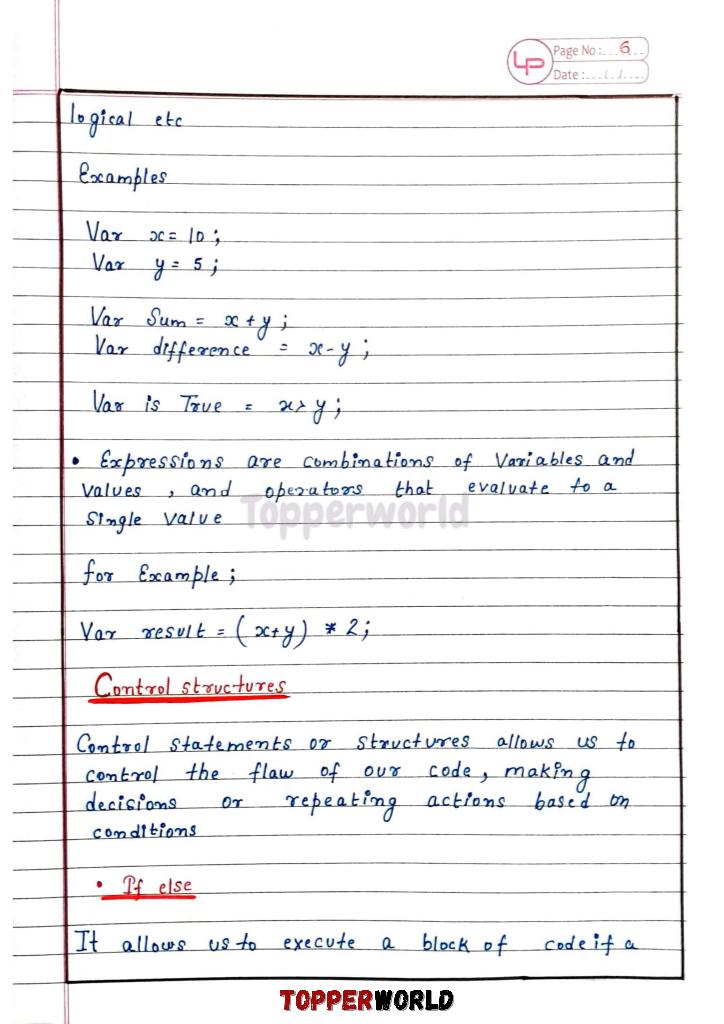 LP
Page No:...6..
Date:.../../....
logical etc
Examples
Var x = 10 ;
Var y = 5 ;
Var Sum = x + y ;
Var difference = x - y ;
Var is True = x > y ;
• Expressions are combinations of Variables and
values , and operators that evaluate to a
Single value
Topperworld
for Example ;
Var result = ( x+y ) * 2 ;
Control structures
Control statements or structures allows us to
control the flaw of our code , making
decisions or repeating actions based on
conditions
• If else
It allows us to execute a block of code if a
TOPPERWORLD